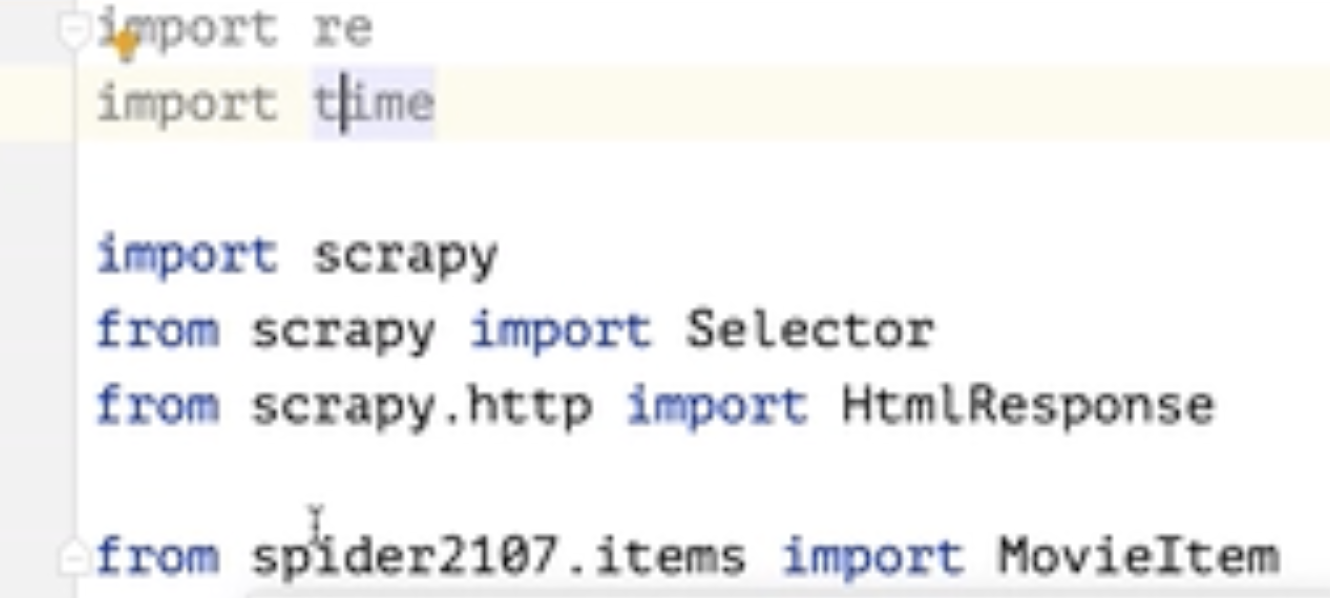 import re
import time
import scrapy
from scrapy import Selector
from scrapy.http import HtmlResponse
from spider2107.items import MovieItem